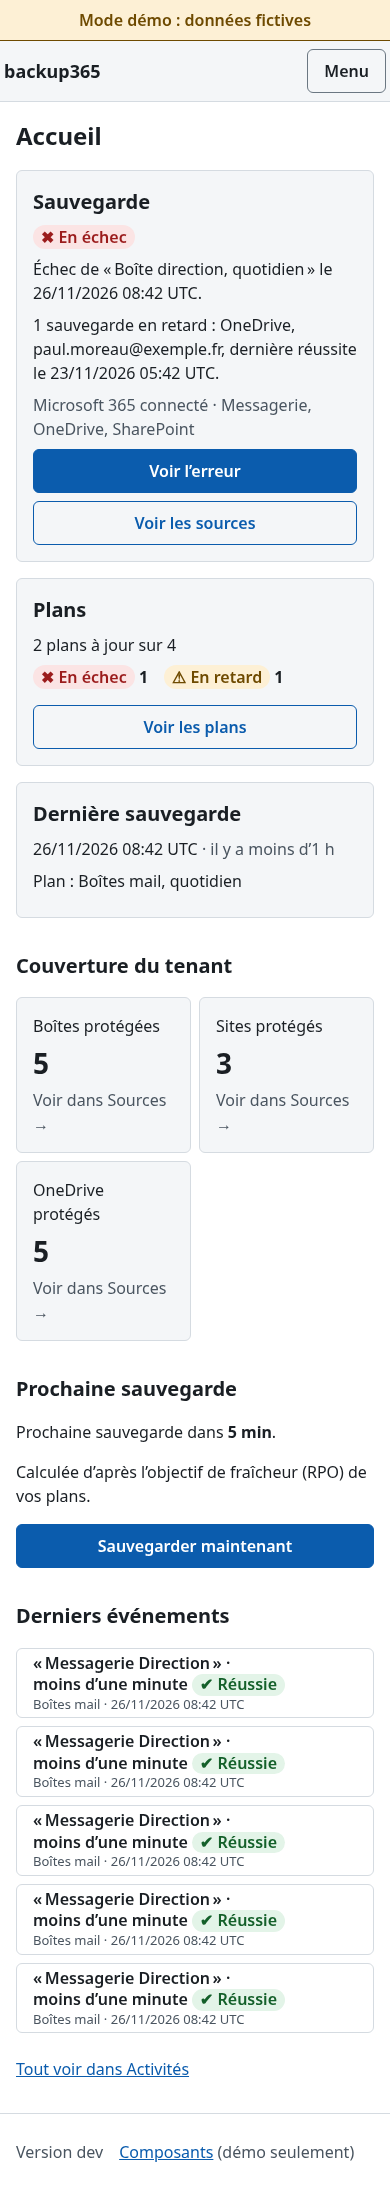 Mode démo : données fictives
backup365
Menu
Accueil
Sauvegarde
✖ En échec
Échec de « Boîte direction, quotidien » le
26/11/2026 08:42 UTC.
1 sauvegarde en retard : OneDrive,
paul.moreau@exemple.fr, dernière réussite
le 23/11/2026 05:42 UTC.
Microsoft 365 connecté · Messagerie,
OneDrive, SharePoint
Voir l’erreur
Voir les sources
Plans
2 plans à jour sur 4
✖ En échec 1 ⚠ En retard 1
Voir les plans
Dernière sauvegarde
26/11/2026 08:42 UTC · il y a moins d’1 h
Plan : Boîtes mail, quotidien
Couverture du tenant
Boîtes protégées
5
Voir dans Sources
→
Sites protégés
3
Voir dans Sources
→
OneDrive
protégés
5
Voir dans Sources
→
Prochaine sauvegarde
Prochaine sauvegarde dans 5 min.
Calculée d’après l’objectif de fraîcheur (RPO) de
vos plans.
Sauvegarder maintenant
Derniers événements
« Messagerie Direction » ·
moins d’une minute ✔ Réussie
Boîtes mail · 26/11/2026 08:42 UTC
« Messagerie Direction » ·
moins d’une minute ✔ Réussie
Boîtes mail · 26/11/2026 08:42 UTC
« Messagerie Direction » ·
moins d’une minute ✔ Réussie
Boîtes mail · 26/11/2026 08:42 UTC
« Messagerie Direction » ·
moins d’une minute ✔ Réussie
Boîtes mail · 26/11/2026 08:42 UTC
« Messagerie Direction » ·
moins d’une minute ✔ Réussie
Boîtes mail · 26/11/2026 08:42 UTC
Tout voir dans Activités
Version dev Composants (démo seulement)